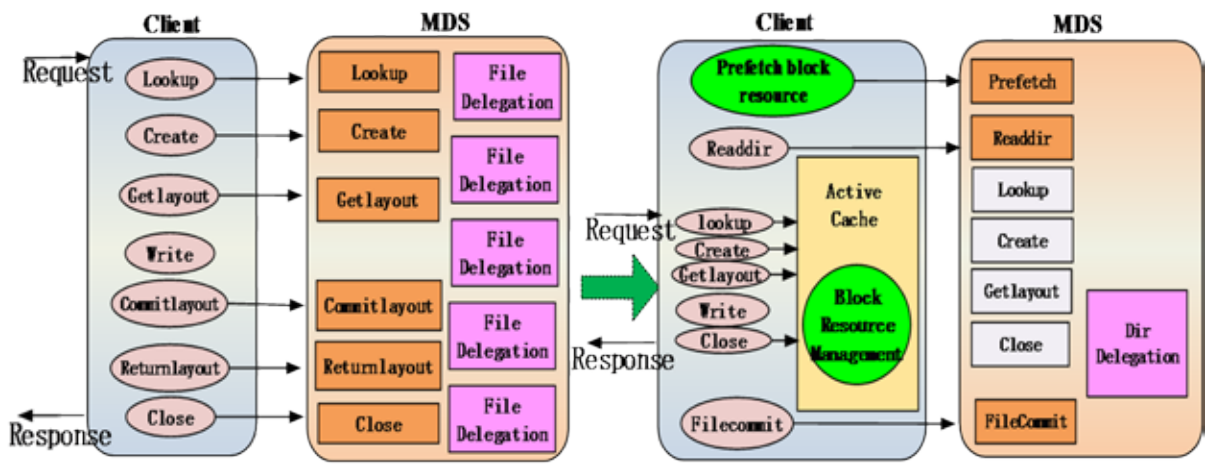 Client
MDS
Request
Lookup
Create
Getlayout
Write
Commitlayout
Returnlayout
Close
Response
Lookup
Create
Getlayout
Commitlayout
Returnlayout
Close
File
Delegation
File
Delegation
File
Delegation
File
Delegation
File
Delegation
Client
MDS
Prefetch block
resource
Readdir
Request
lookup
Create
Getlayout
Write
Close
Response
Filecommit
Active
Cache
Block
Resource
Management
Prefetch
Readdir
Lookup
Create
Getlayout
Close
Dir
Delegation
FileCommit